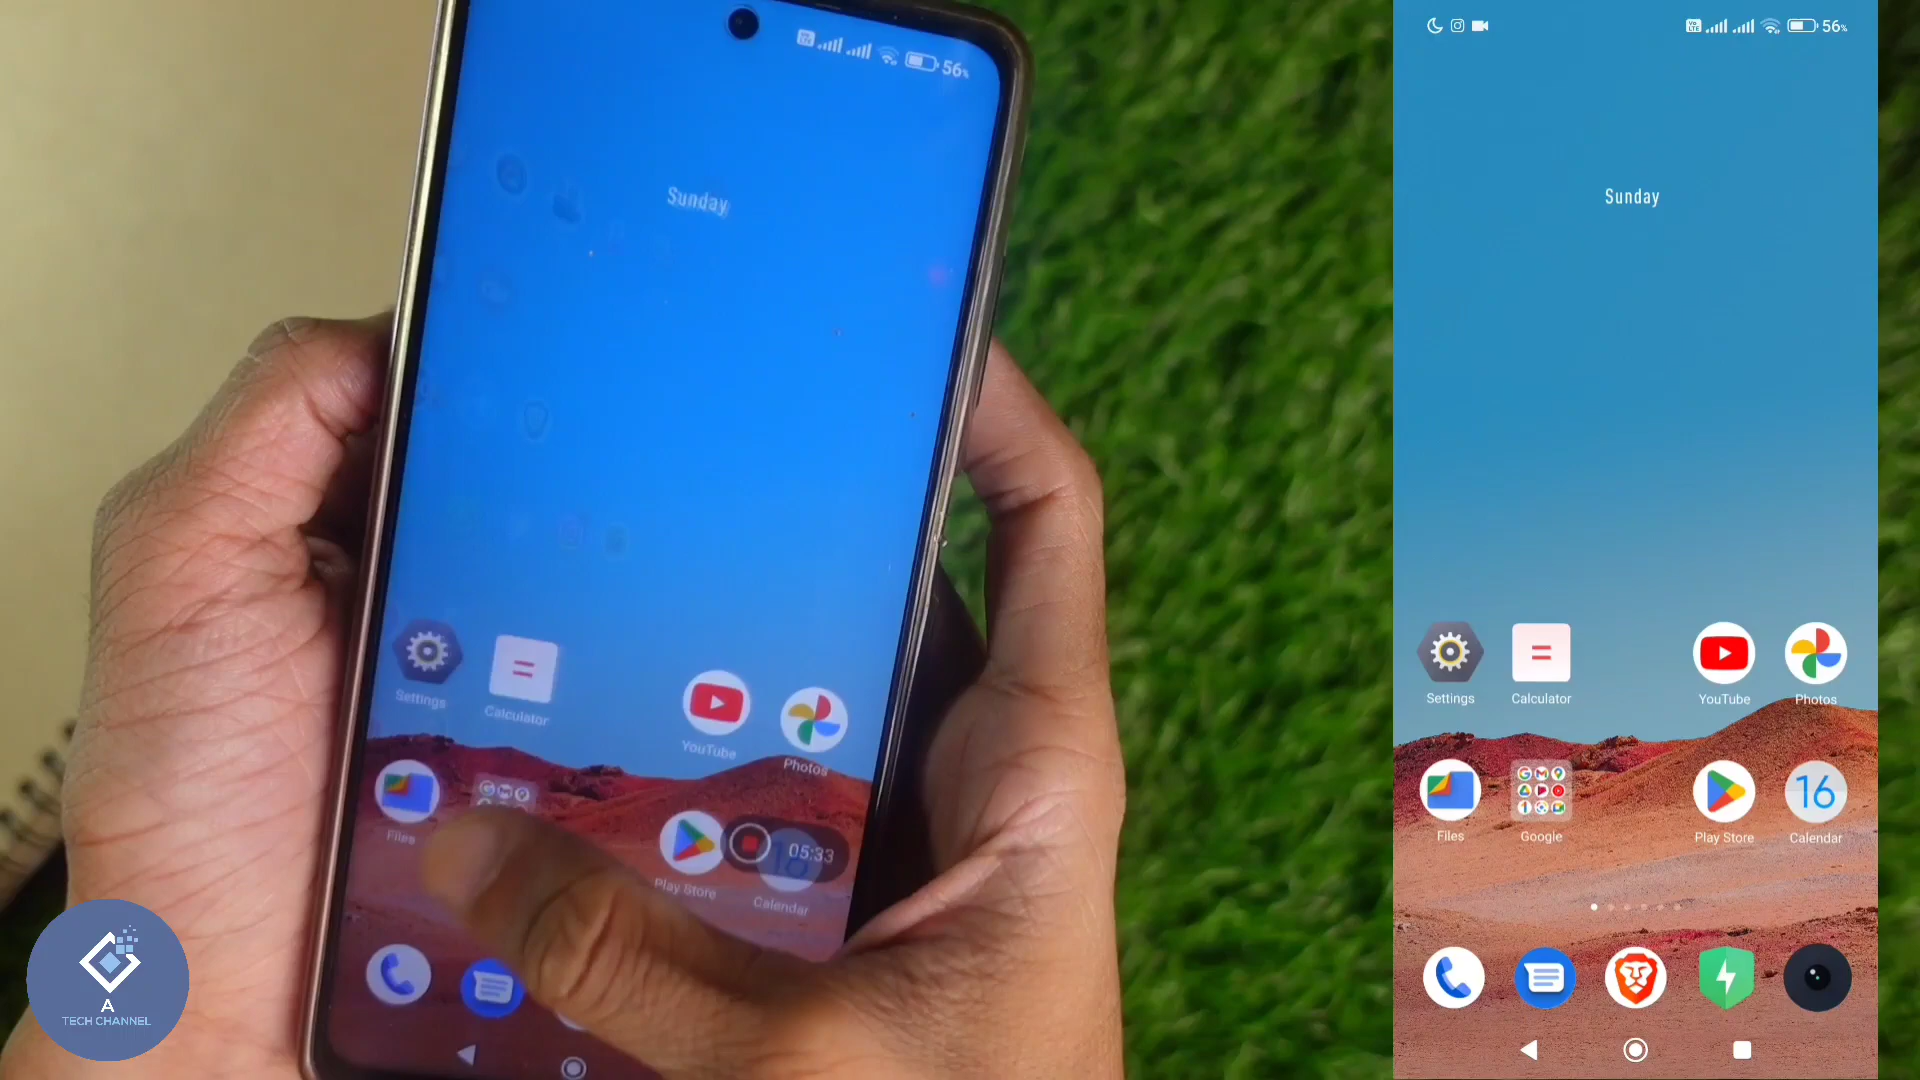 56%
Sunday
Settings
Calculator
YouTube
Photos
Files
Play Store
05:33
Calendar
A
TECH CHANNEL
56%
Sunday
Settings
Calculator
YouTube
Photos
Files
Google
Play Store
16
Calendar